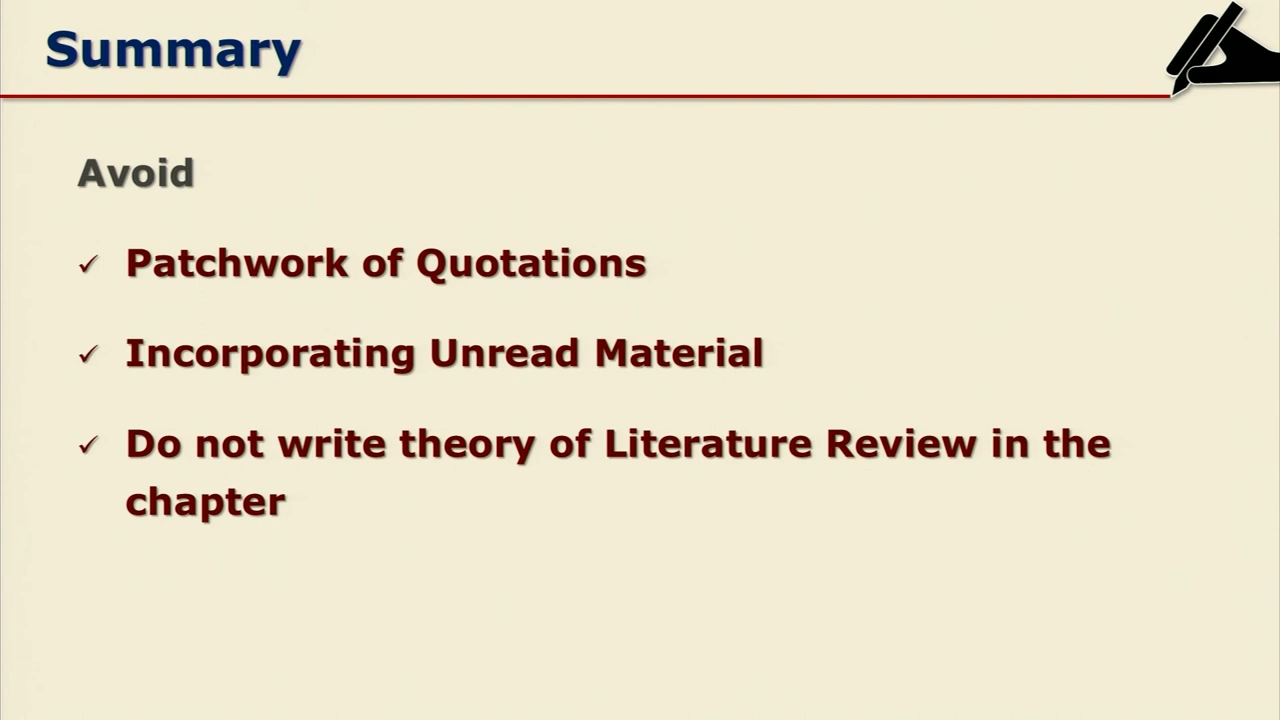 Summary
Avoid
✓ Patchwork of Quotations
✓ Incorporating Unread Material
✓ Do not write theory of Literature Review in the
chapter